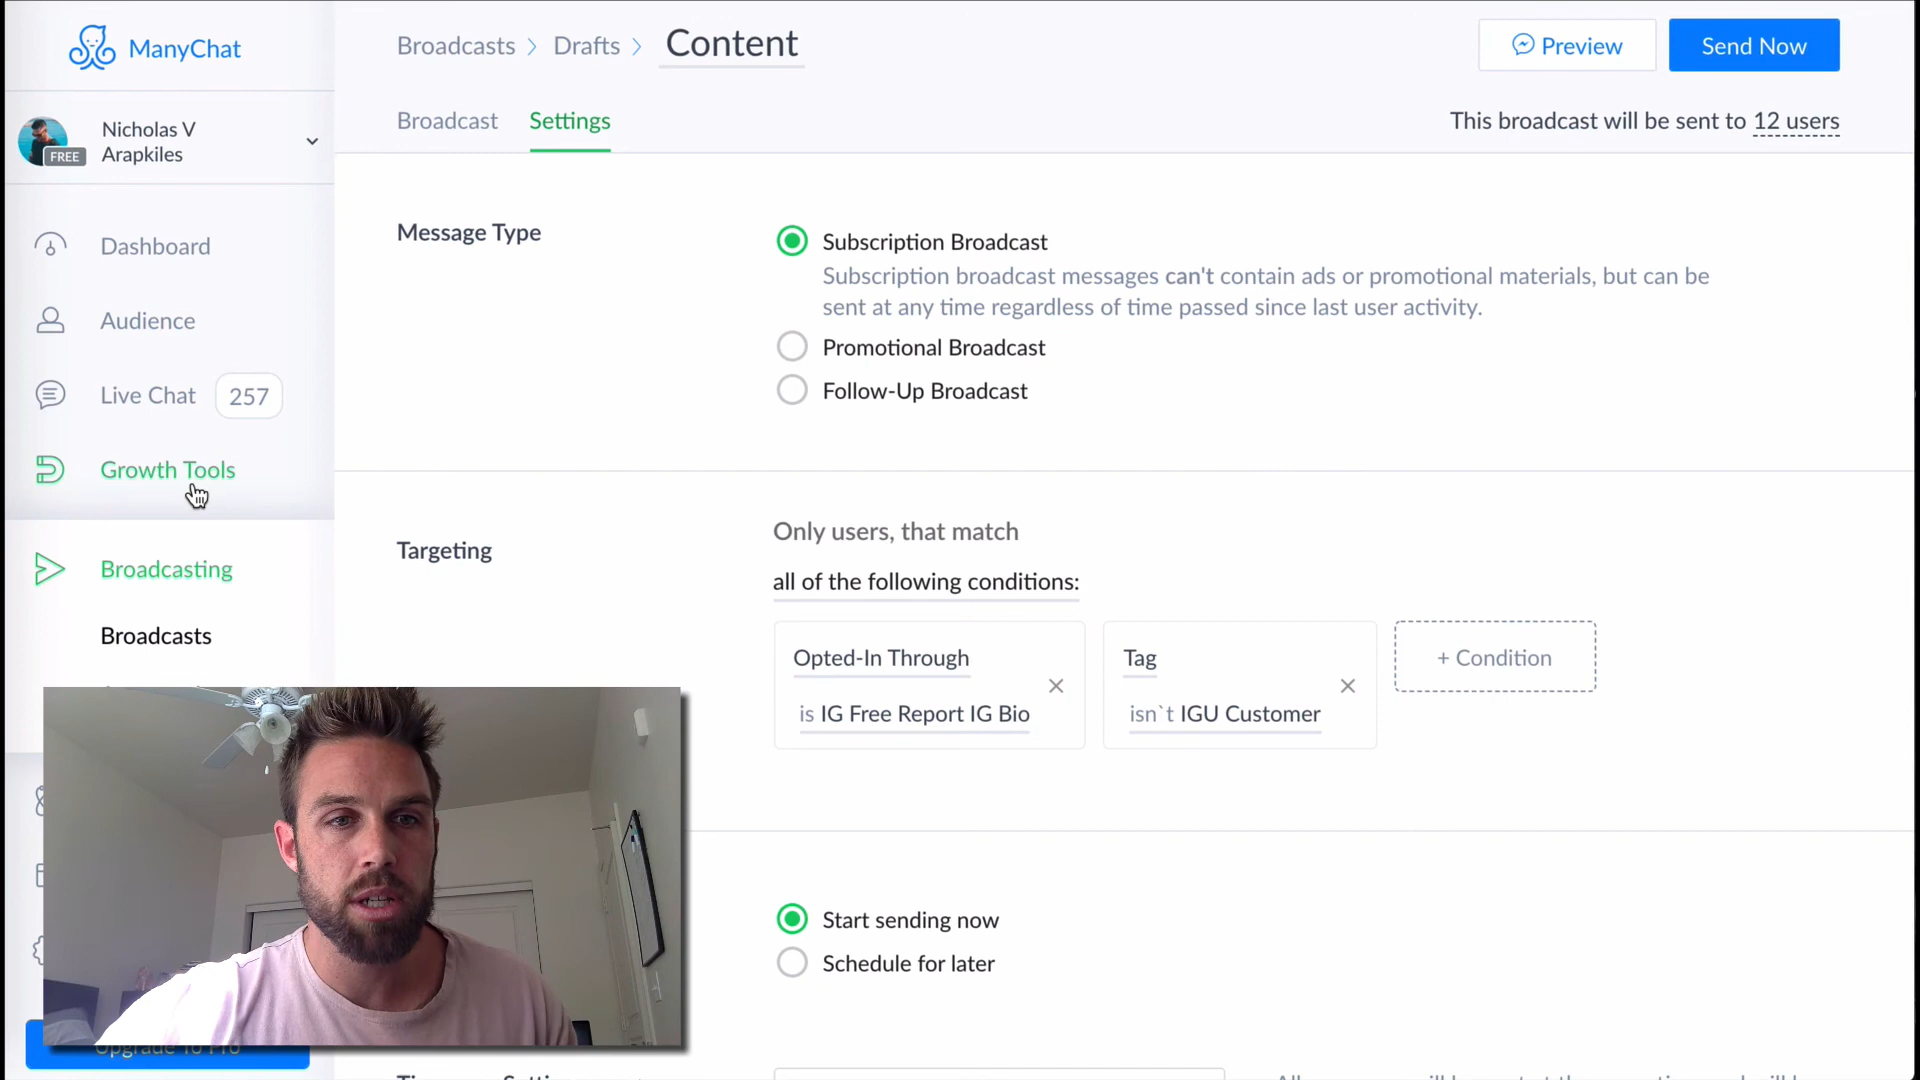 ManyChat
Broadcasts > Drafts > Content
Preview
Send Now
Nicholas V
Arapkiles
FREE
Broadcast
Settings
This broadcast will be sent to 12 users
Dashboard
Audience
Live Chat 257
Growth Tools
Broadcasting
Broadcasts
Message Type
Subscription Broadcast
Subscription broadcast messages can't contain ads or promotional materials, but can be
sent at any time regardless of time passed since last user activity.
Promotional Broadcast
Follow-Up Broadcast
Targeting
Only users, that match
all of the following conditions:
Opted-In Through
is IG Free Report IG Bio
Tag
isn`t IGU Customer
+ Condition
Start sending now
Schedule for later
Upgrade To Pro